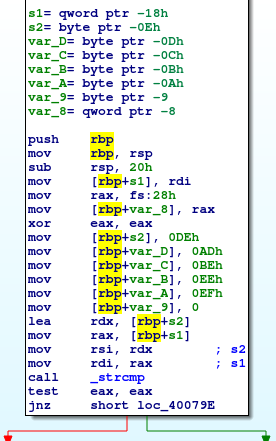 s1= qword ptr -18h
s2= byte ptr -0Eh
var_D= byte ptr -0Dh
var_C= byte ptr -0Ch
var_B= byte ptr -0Bh
var_A= byte ptr -0Ah
var_9= byte ptr -9
var_8= qword ptr -8
push rbp
mov rbp, rsp
sub rsp, 20h
mov [rbp+s1], rdi
mov rax, fs:28h
mov [rbp+var_8], rax
xor eax, eax
mov [rbp+s2], 0DEh
mov [rbp+var_D], 0ADh
mov [rbp+var_C], 0BEh
mov [rbp+var_B], 0EEh
mov [rbp+var_A], 0EFh
mov [rbp+var_9], 0
lea rdx, [rbp+s2]
mov rax, [rbp+s1]
mov rsi, rdx ; s2
mov rdi, rax ; s1
call _strcmp
test eax, eax
jnz short loc_40079E